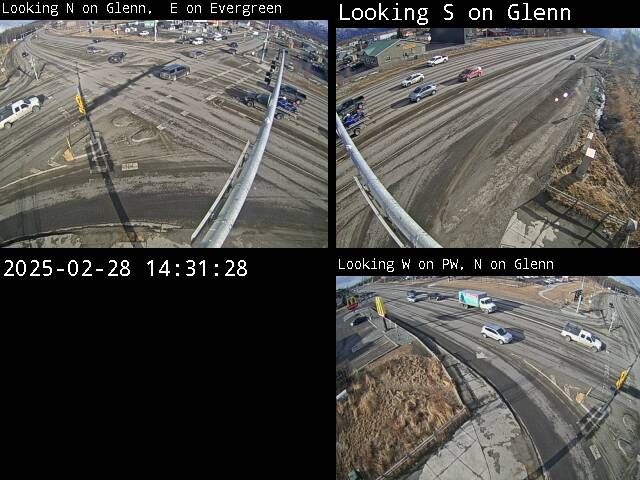 Looking N on Glenn,  E on Evergreen
Looking S on Glenn
2025-02-28 14:31:28
Looking W on PW, N on Glenn